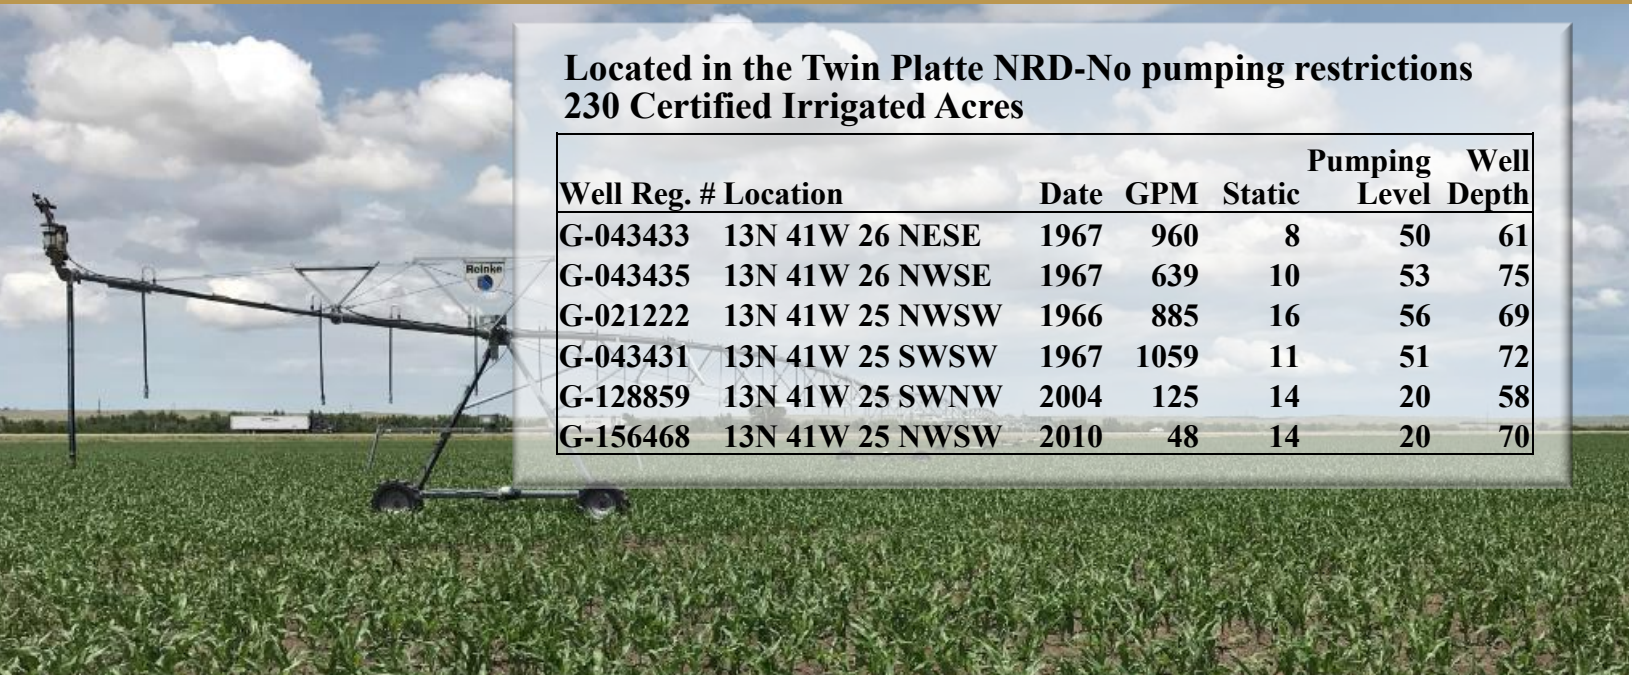 Located in the Twin Platte NRD-No pumping restrictions
230 Certified Irrigated Acres
Pumping Well
Well Reg. # Location Date GPM Static Level Depth
G-043433 13N 41W 26 NESE 1967 960 8 50 61
G-043435 13N 41W 26 NWSE 1967 639 10 53 75
G-021222 13N 41W 25 NWSW 1966 885 16 56 69
G-043431 13N 41W 25 SWSW 1967 1059 11 51 72
G-128859 13N 41W 25 SWNW 2004 125 14 20 58
G-156468 13N 41W 25 NWSW 2010 48 14 20 70
Reinke